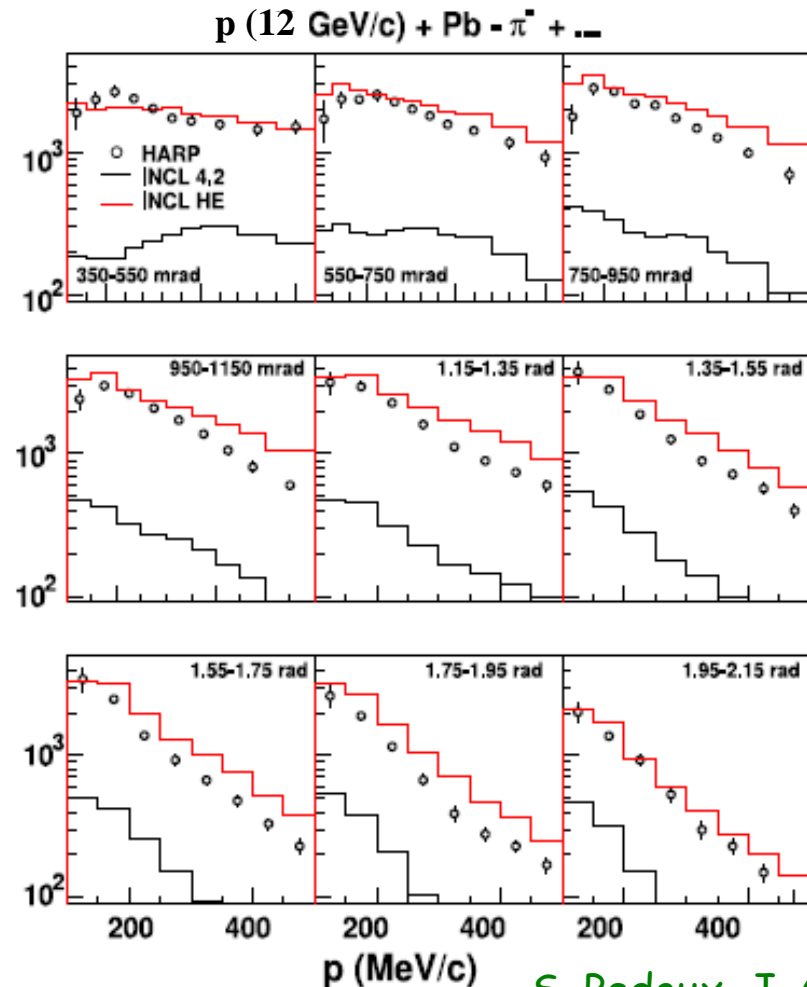 p (12 GeV/c) + Pb - π⁻ + ...
10³
HARP
INCL 4,2
INCL HE
10²
350-550 mrad
550-750 mrad
750-950 mrad
950-1150 mrad
1.15-1.35 rad
1.35-1.55 rad
10³
10²
1.55-1.75 rad
1.75-1.95 rad
1.95-2.15 rad
10³
10²
200 400 200 400 200 400
p (MeV/c)